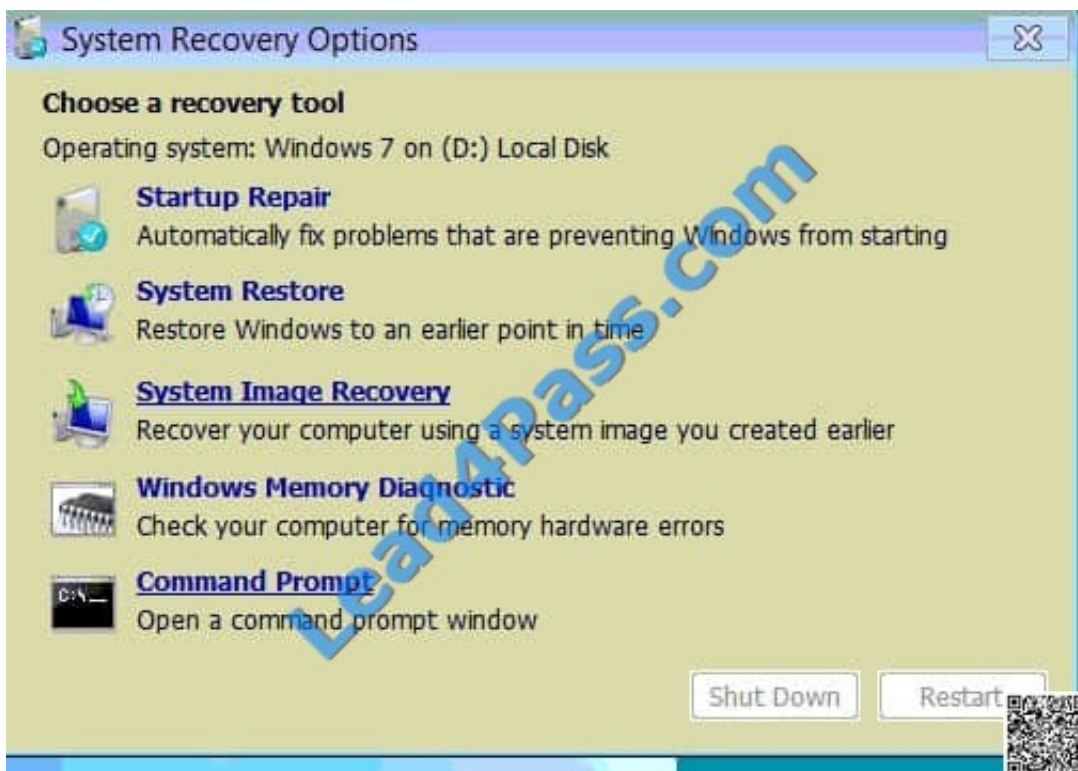 System Recovery Options
Choose a recovery tool
Operating system: Windows 7 on (D:) Local Disk
Startup Repair
Automatically fix problems that are preventing Windows from starting
System Restore
Restore Windows to an earlier point in time
System Image Recovery
Recover your computer using a system image you created earlier
Windows Memory Diagnostic
Check your computer for memory hardware errors
C:\_
Command Prompt
Open a command prompt window
Lead4Pass.com
Shut Down
Restart